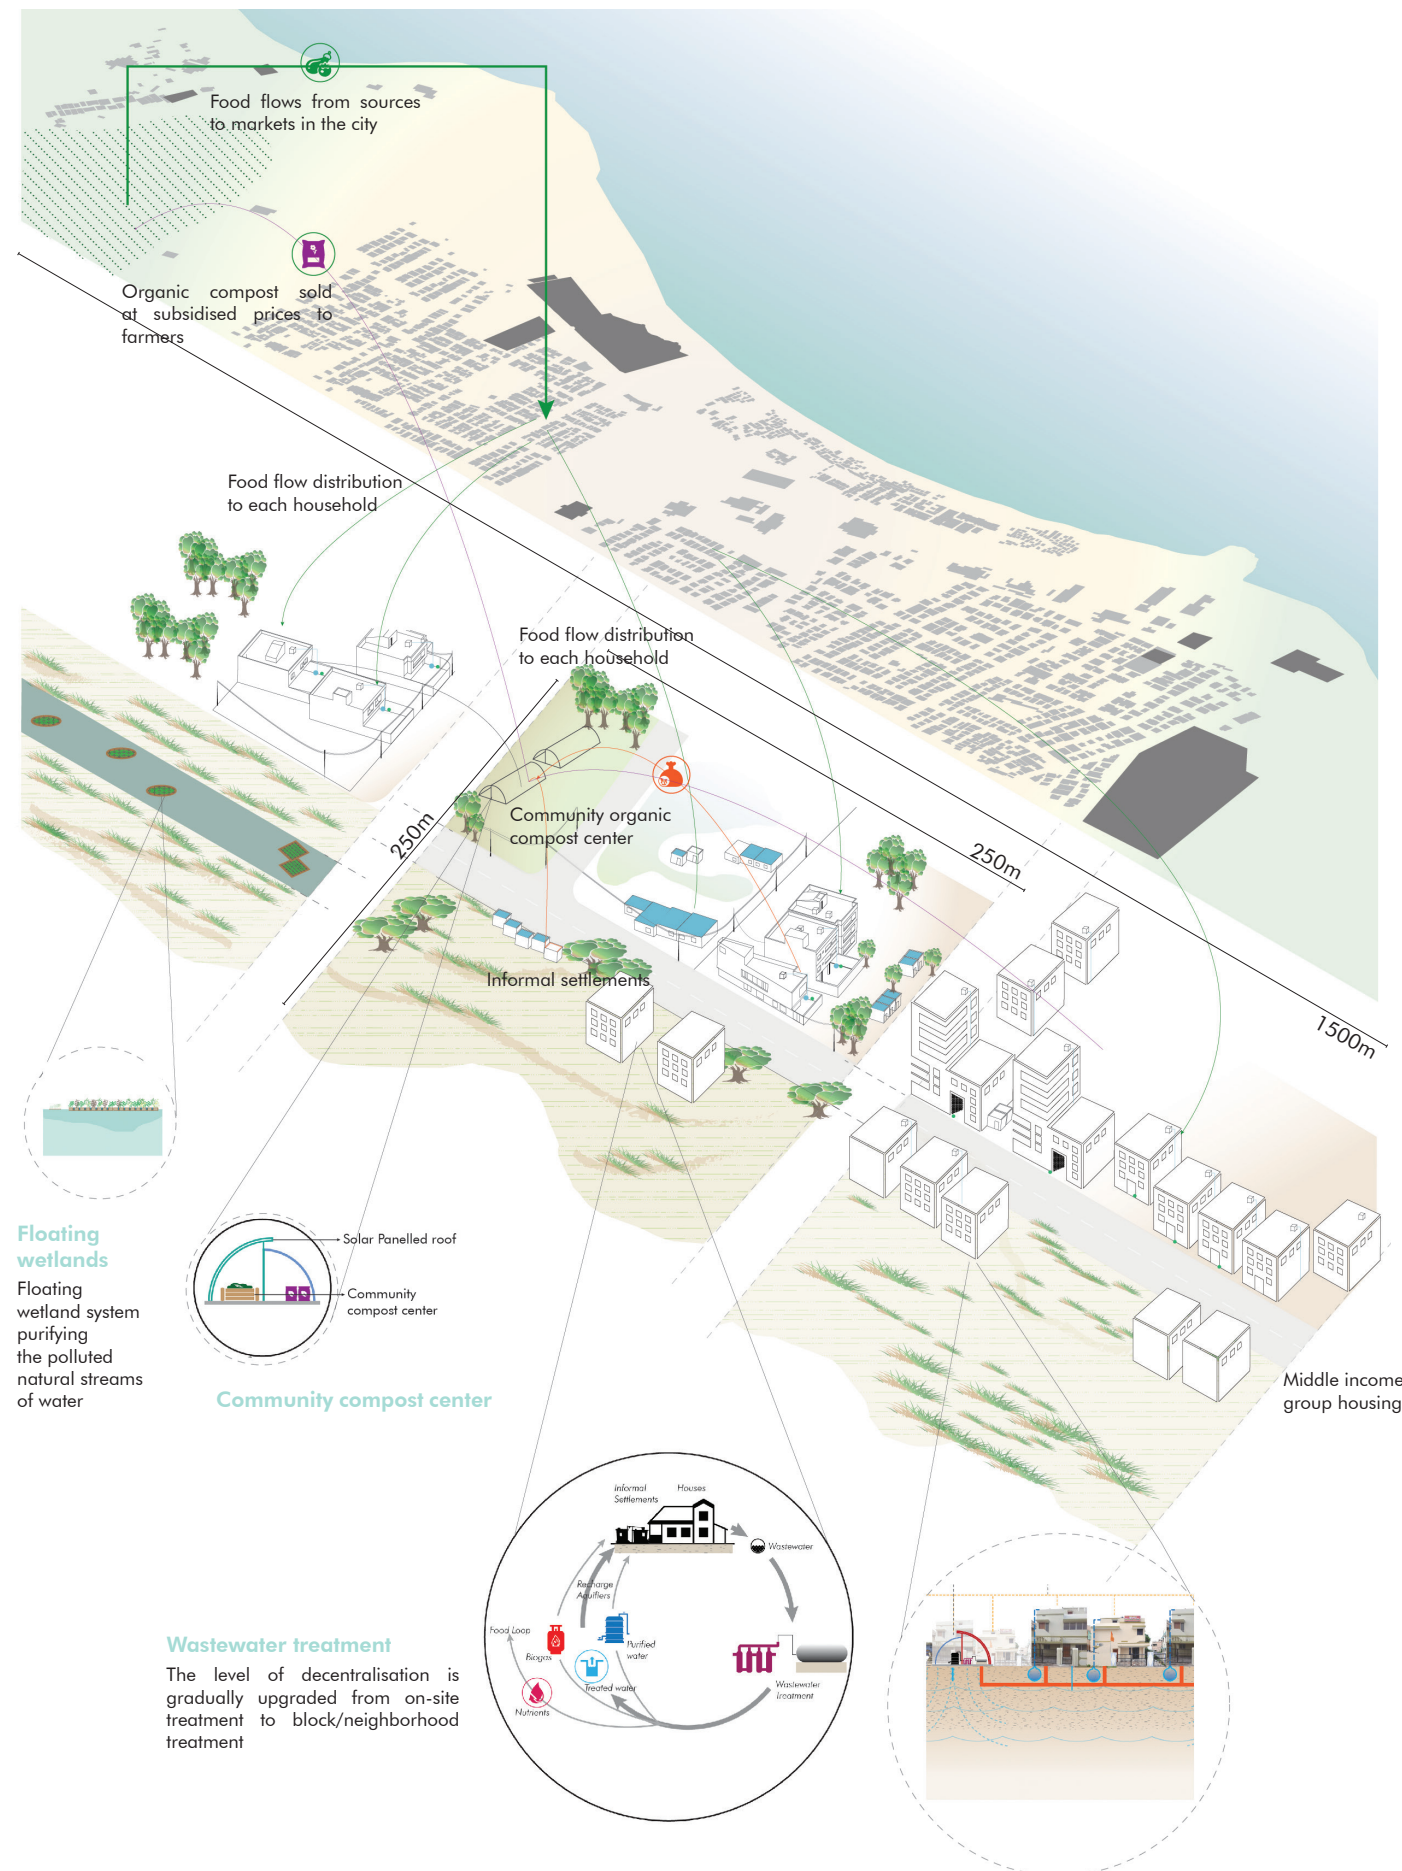 Food flows from sources
to markets in the city
Organic compost sold
at subsidised prices to
farmers
Food flow distribution
to each household
Food flow distribution
to each household
250m
Community organic
compost center
250m
Informal settlements
1500m
Floating
wetlands
Floating
wetland system
purifying
the polluted
natural streams
of water
Solar Panelled roof
Community
compost center
Community compost center
Middle income
group housing
Informal
Settlements
Houses
Wastewater
Recharge
Aquifiers
Food Loop
Biogas
Purified
water
Treated water
Nutrients
Wastewater
treatment
Wastewater treatment
The level of decentralisation is
gradually upgraded from on-site
treatment to block/neighborhood
treatment